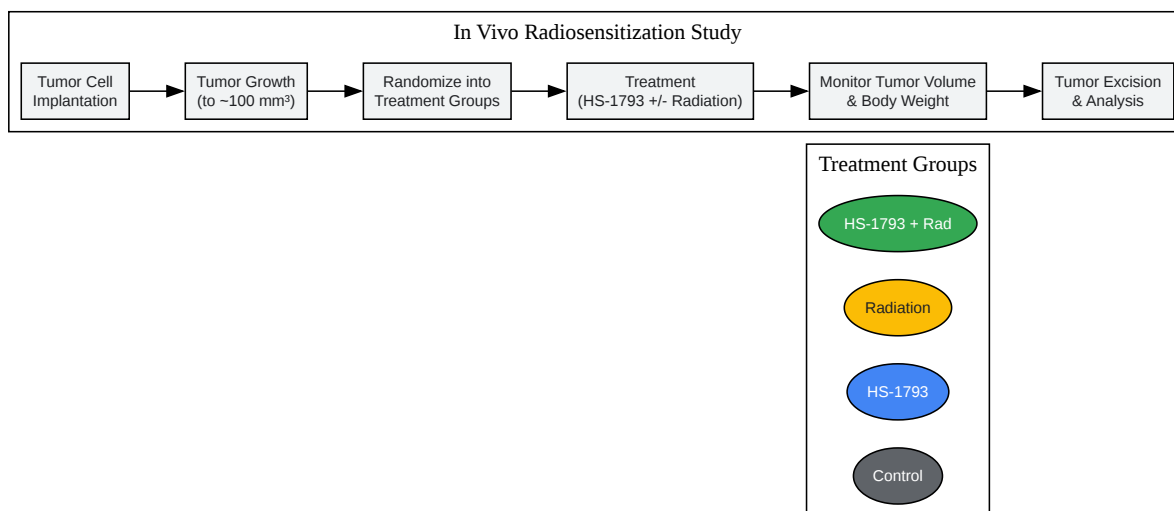 In Vivo Radiosensitization Study
Tumor Cell
Implantation
Tumor Growth
(to ~100 mm³)
Randomize into
Treatment Groups
Treatment
(HS-1793 +/- Radiation)
Monitor Tumor Volume
& Body Weight
Tumor Excision
& Analysis
Treatment Groups
HS-1793 + Rad
Radiation
HS-1793
Control